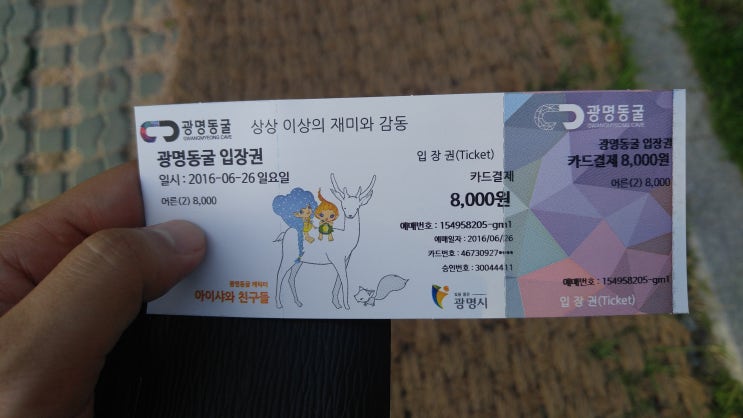 광명동굴
GWANGMYEONG CAVE
상상 이상의 재미와 감동
광명동굴 입장권
일시 : 2016-06-26 일요일
어른(2) 8,000
광명동굴 캐릭터
아이샤와 친구들
입 장 권(Ticket)
카드결제
8,000원
예매번호 : 154958205-gm1
예매일자 : 2016/06/26
카드번호 : 46730927****
승인번호 : 30044411
광명시
광명동굴
GWANGMYEONG CAVE
광명동굴 입장권
카드결제 8,000원
어른(2) 8,000
예매번호 : 154958205-gm1
입 장 권(Ticket)